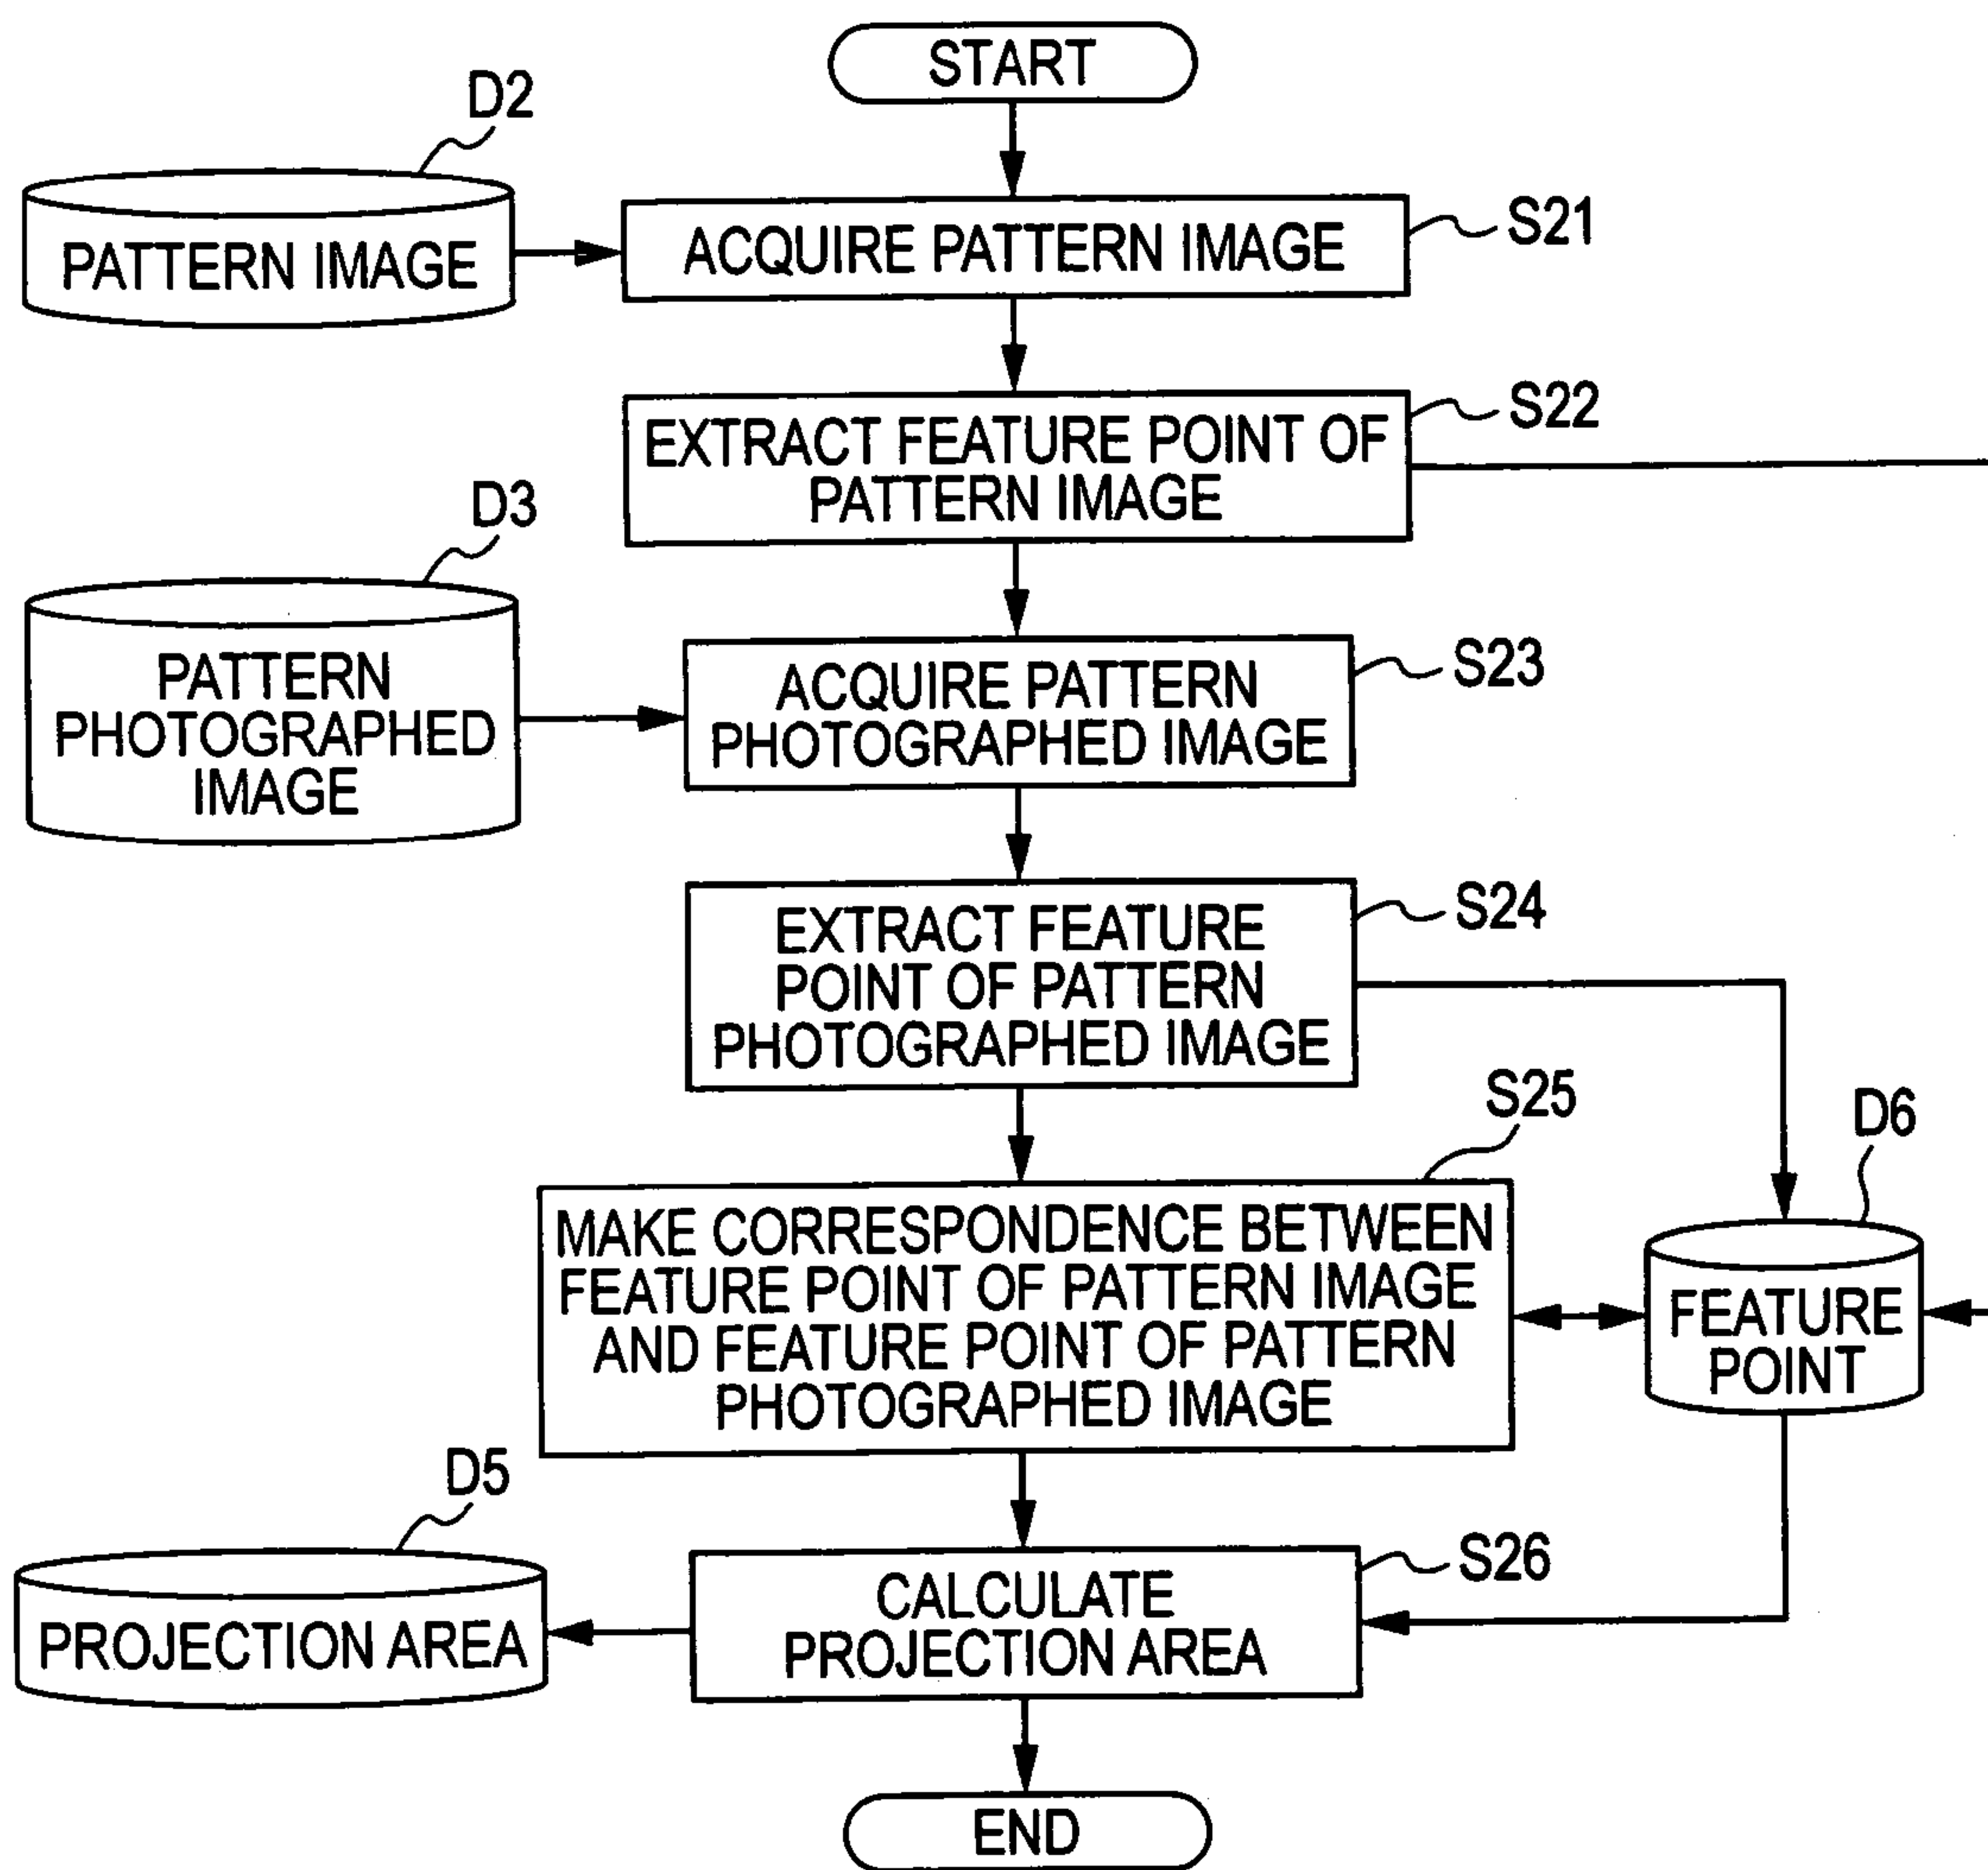 START
D2
PATTERN IMAGE
ACQUIRE PATTERN IMAGE
S21
EXTRACT FEATURE POINT OF
PATTERN IMAGE
S22
D3
PATTERN
PHOTOGRAPHED
IMAGE
ACQUIRE PATTERN
PHOTOGRAPHED IMAGE
S23
EXTRACT FEATURE
POINT OF PATTERN
PHOTOGRAPHED IMAGE
S24
S25
MAKE CORRESPONDENCE BETWEEN
FEATURE POINT OF PATTERN IMAGE
AND FEATURE POINT OF PATTERN
PHOTOGRAPHED IMAGE
D6
FEATURE
POINT
D5
PROJECTION AREA
CALCULATE
PROJECTION AREA
S26
END